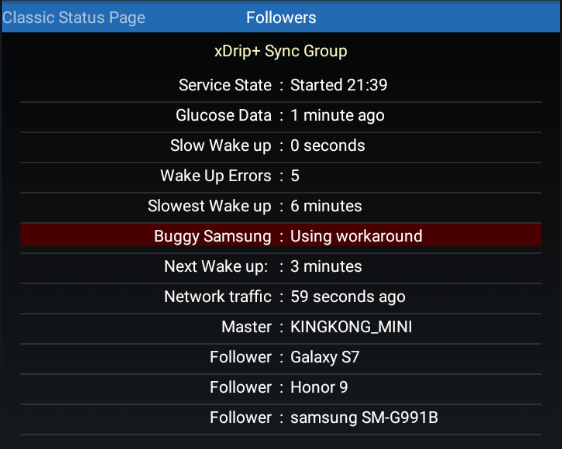 Classic Status Page Followers
xDrip+ Sync Group
Service State : Started 21:39
Glucose Data : 1 minute ago
Slow Wake up : 0 seconds
Wake Up Errors : 5
Slowest Wake up : 6 minutes
Buggy Samsung : Using workaround
Next Wake up: : 3 minutes
Network traffic : 59 seconds ago
Master : KINGKONG_MINI
Follower : Galaxy S7
Follower : Honor 9
Follower : samsung SM-G991B